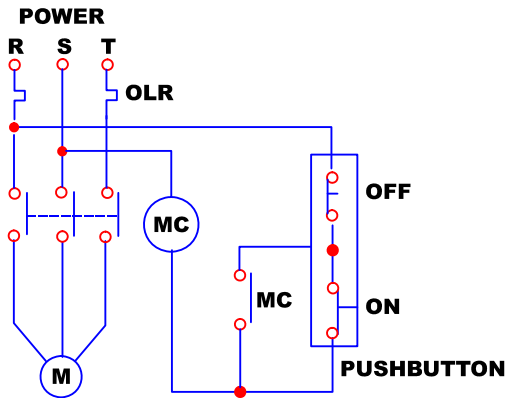 POWER
R S T
OLR
OFF
MC
MC
ON
PUSHBUTTON
M